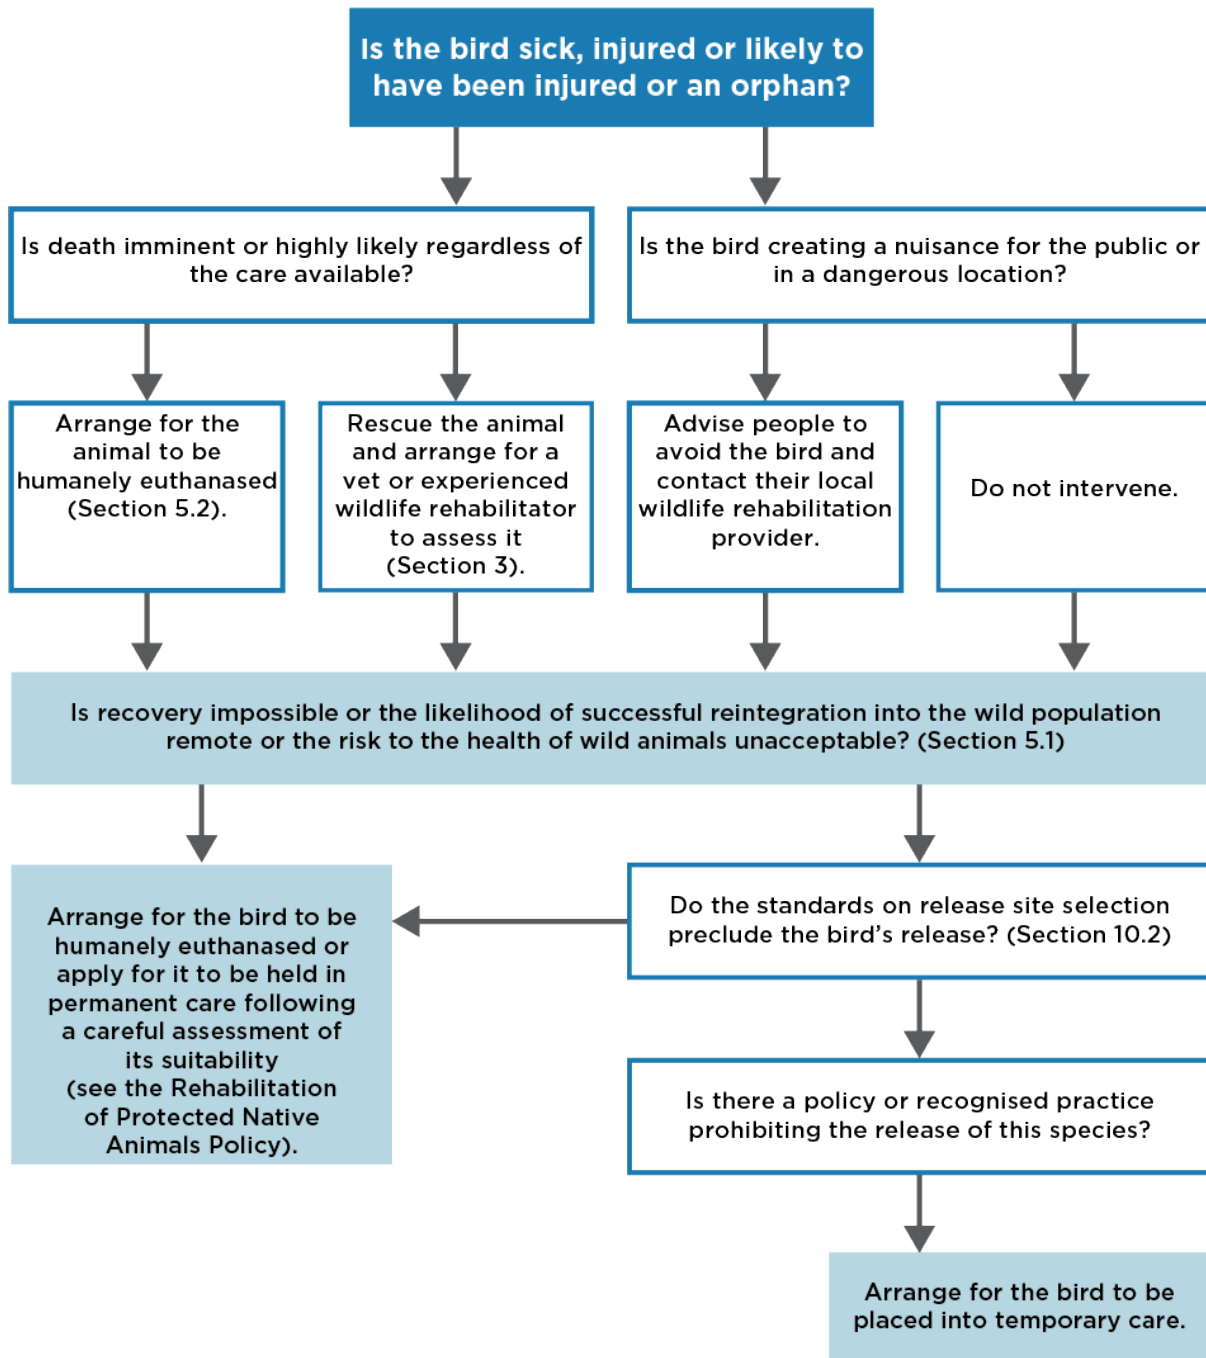 Is the bird sick, injured or likely to
have been injured or an orphan?
Is death imminent or highly likely regardless of
the care available?
Is the bird creating a nuisance for the public or
in a dangerous location?
Arrange for the
animal to be
humanely euthanased
(Section 5.2).
Rescue the animal
and arrange for a
vet or experienced
wildlife rehabilitator
to assess it
(Section 3).
Advise people to
avoid the bird and
contact their local
wildlife rehabilitation
provider.
Do not intervene.
Is recovery impossible or the likelihood of successful reintegration into the wild population
remote or the risk to the health of wild animals unacceptable? (Section 5.1)
Arrange for the bird to be
humanely euthanased or
apply for it to be held in
permanent care following
a careful assessment of
its suitability
(see the Rehabilitation
of Protected Native
Animals Policy).
Do the standards on release site selection
preclude the bird's release? (Section 10.2)
Is there a policy or recognised practice
prohibiting the release of this species?
Arrange for the bird to be
placed into temporary care.